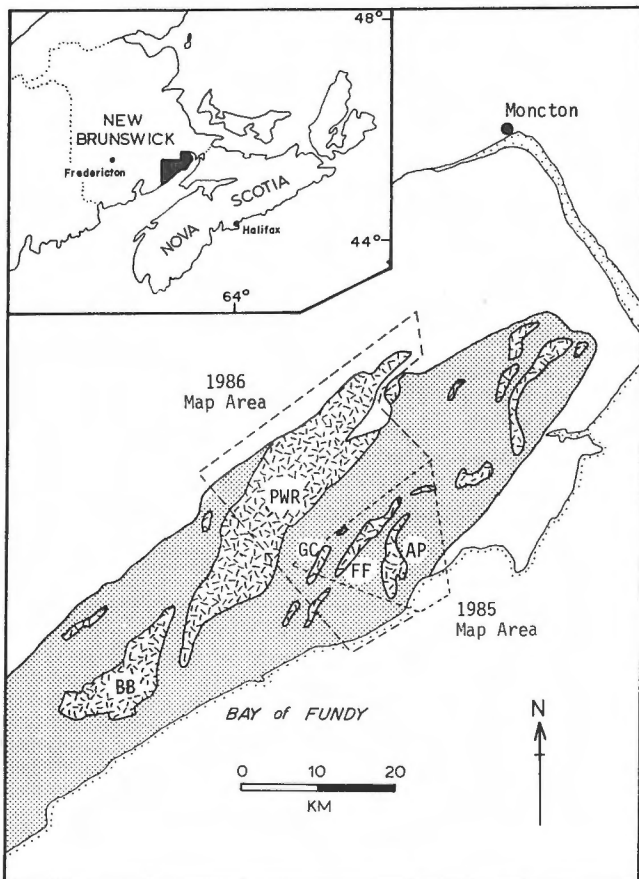 48°
NEW
BRUNSWICK
Fredericton
NOVA SCOTIA
Halifax
44°
64°
Moncton
1986
Map Area
PWR
GC
FF
AP
1985
Map Area
BB
BAY of FUNDY
N
0 10 20
KM